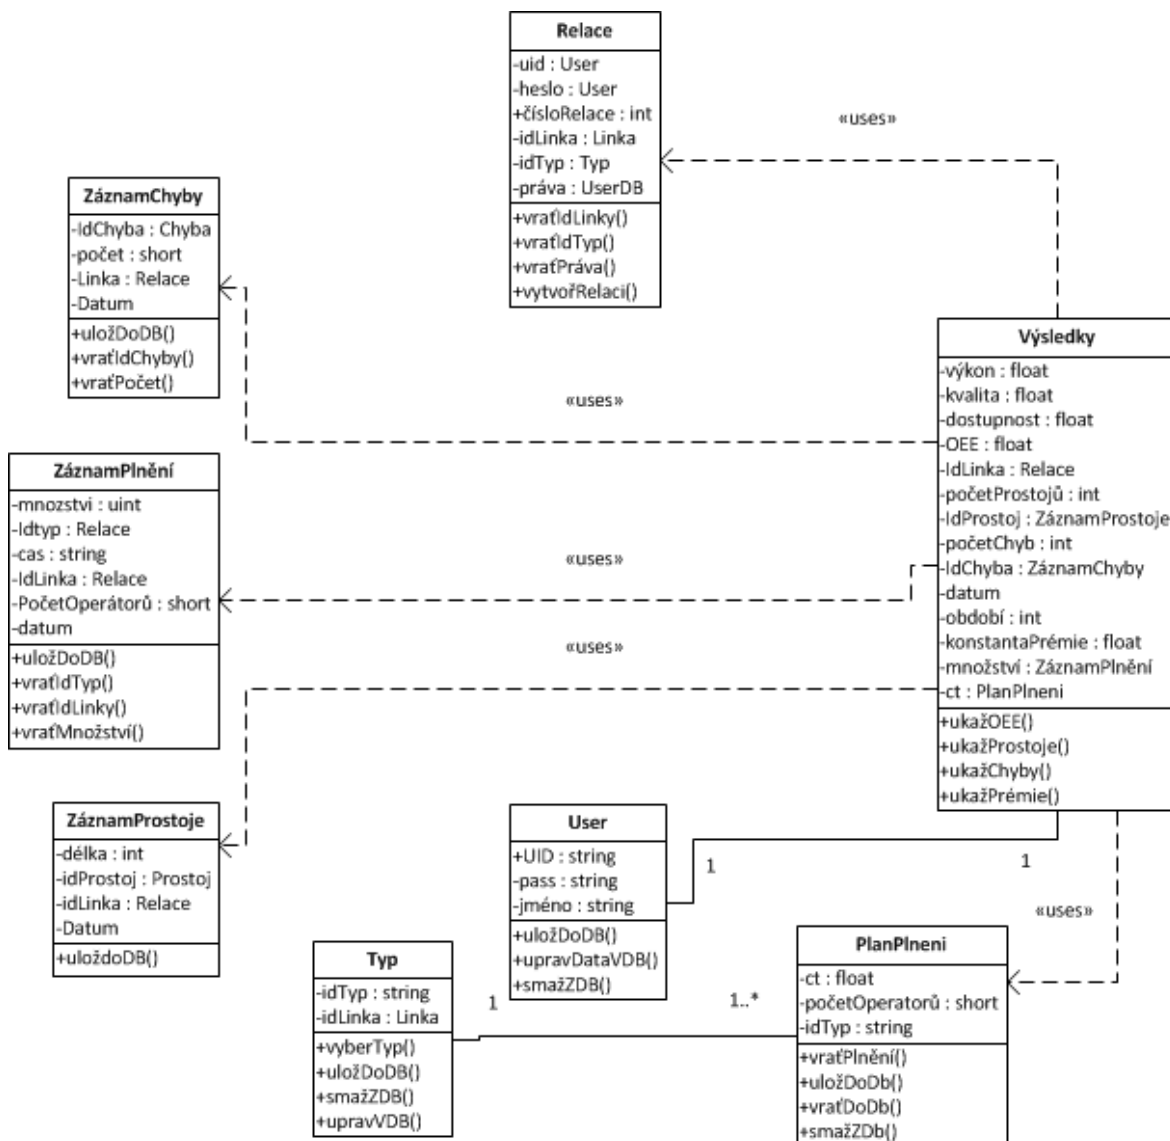 Relace
-uid : User
-heslo : User
+čísloRelace : int
-idLinka : Linka
-idTyp : Typ
-práva : UserDB
+vraťIdLinky()
+vraťIdTyp()
+vraťPráva()
+vytvořRelaci()
«uses»
ZáznamChyby
-IdChyba : Chyba
-počet : short
-Linka : Relace
-Datum
+uložDoDB()
+vraťIdChyby()
+vraťPočet()
«uses»
Výsledky
-výkon : float
-kvalita : float
-dostupnost : float
-OEE : float
-IdLinka : Relace
-početProstojů : int
-IdProstoj : ZáznamProstoje
-početChyb : int
-IdChyba : ZáznamChyby
-datum
-období : int
-konstantaPrémie : float
-množství : ZáznamPlnění
-ct : PlanPlneni
+ukažOEE()
+ukažProstoje()
+ukažChyby()
+ukažPrémie()
ZáznamPlnění
-mnozstvi : uint
-Idtyp : Relace
-cas : string
-IdLinka : Relace
-PočetOperátorů : short
-datum
+uložDoDB()
+vraťIdTyp()
+vraťIdLinky()
+vraťMnožství()
«uses»
«uses»
ZáznamProstoje
-délka : int
-idProstoj : Prostoj
-idLinka : Relace
-Datum
+uloždoDB()
User
+UID : string
-pass : string
-jméno : string
+uložDoDB()
+upravDataVDB()
+smažZDB()
1
1
«uses»
Typ
-idTyp : string
-idLinka : Linka
+vyberTyp()
+uložDoDB()
+smažZDB()
+upravVDB()
1
1..*
PlanPlneni
-ct : float
-početOperatorů : short
-idTyp : string
+vraťPlnění()
+uložDoDb()
+vraťDoDb()
+smažZDb()